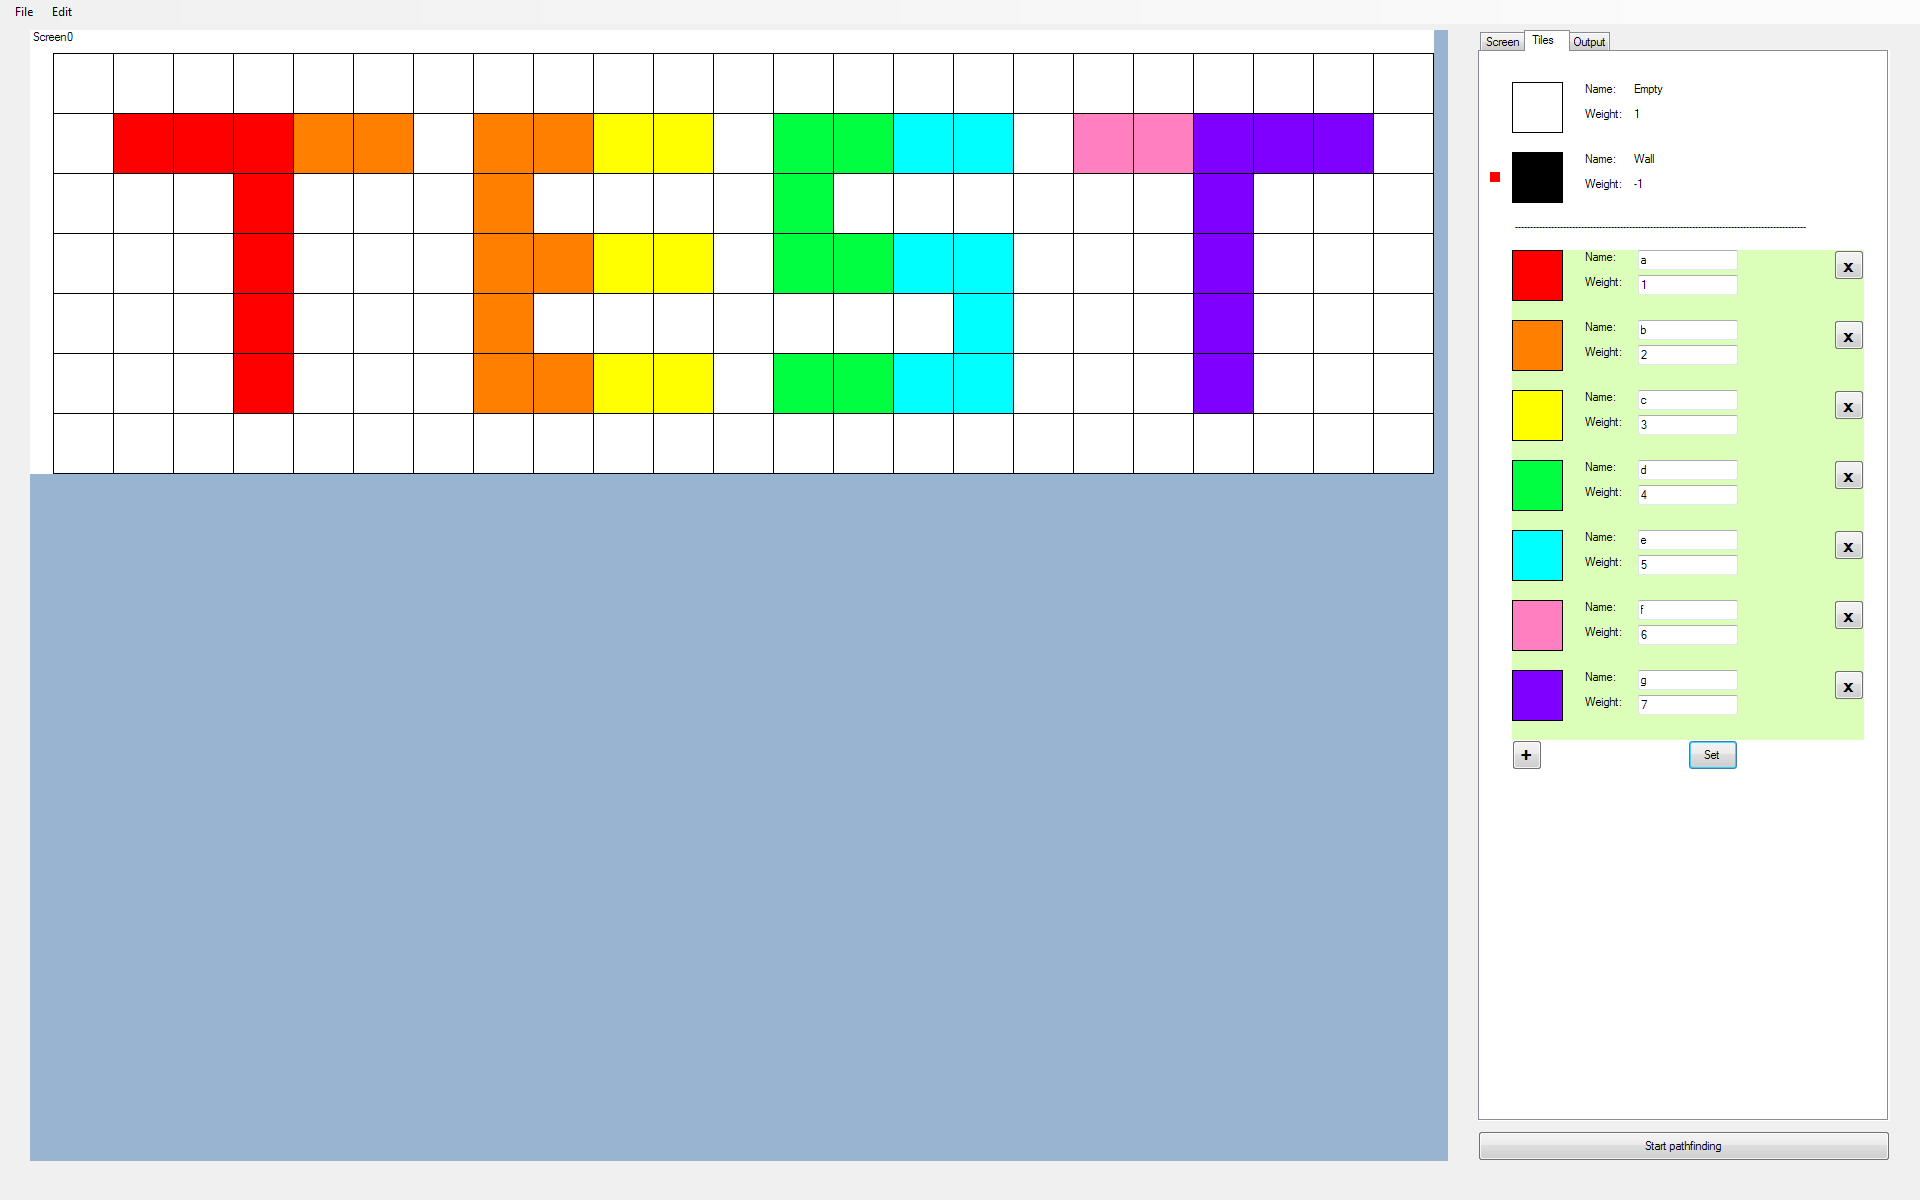 File Edit
Screen0
TEST
Screen Tiles Output
Name: Empty
Weight: 1
Name: Wall
Weight: -1
Name: a
Weight: 1
x
Name: b
Weight: 2
x
Name: c
Weight: 3
x
Name: d
Weight: 4
x
Name: e
Weight: 5
x
Name: f
Weight: 6
x
Name: g
Weight: 7
x
+ Set
Start pathfinding